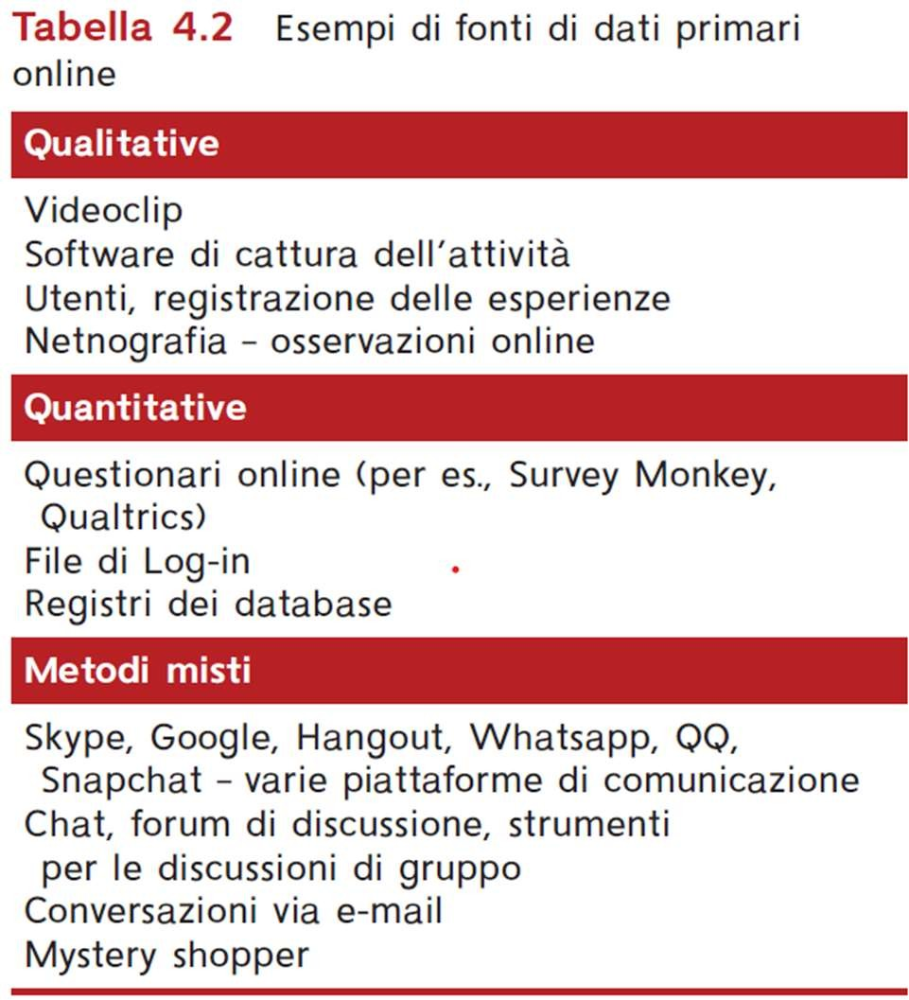 Tabella 4.2 Esempi di fonti di dati primari
online
Qualitative
Videoclip
Software di cattura dell'attività
Utenti, registrazione delle esperienze
Netnografia – osservazioni online
Quantitative
Questionari online (per es., Survey Monkey,
Qualtrics)
File di Log-in
Registri dei database
Metodi misti
Skype, Google, Hangout, Whatsapp, QQ,
Snapchat – varie piattaforme di comunicazione
Chat, forum di discussione, strumenti
per le discussioni di gruppo
Conversazioni via e-mail
Mystery shopper